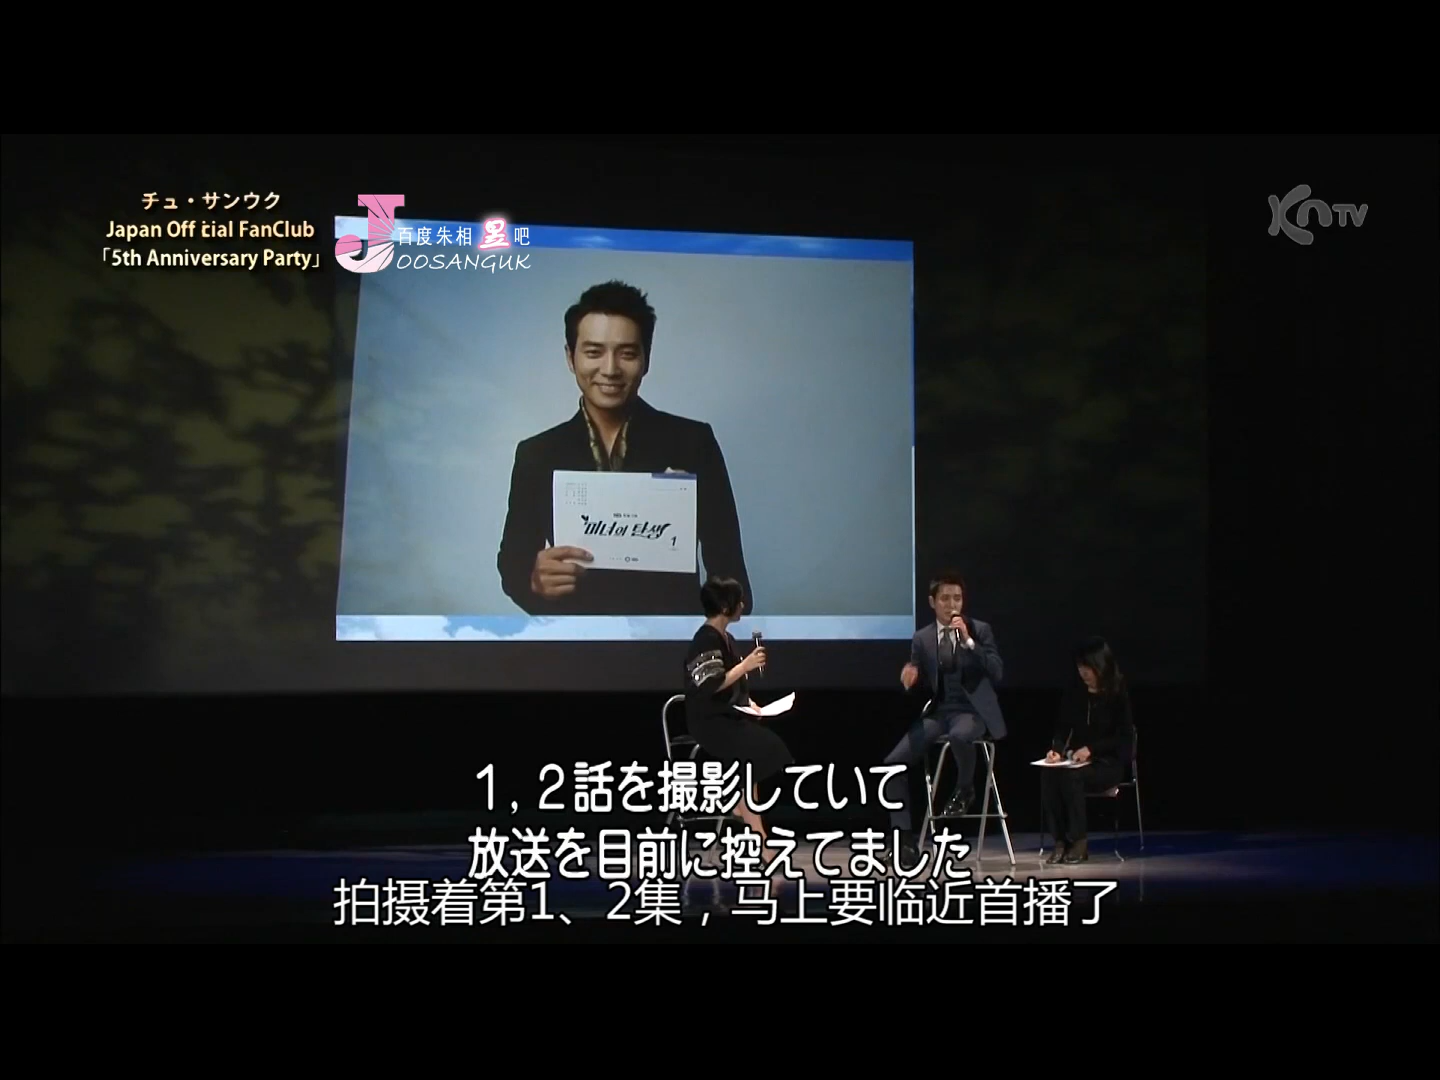 チュ・サンウク
Japan Official FanClub
「5th Anniversary Party」
百度朱相昱吧
JOOSANGUK
KNTV
미녀의 탄생
1
1,2話を撮影していて
放送を目前に控えてました
拍摄着第1、2集，马上要临近首播了